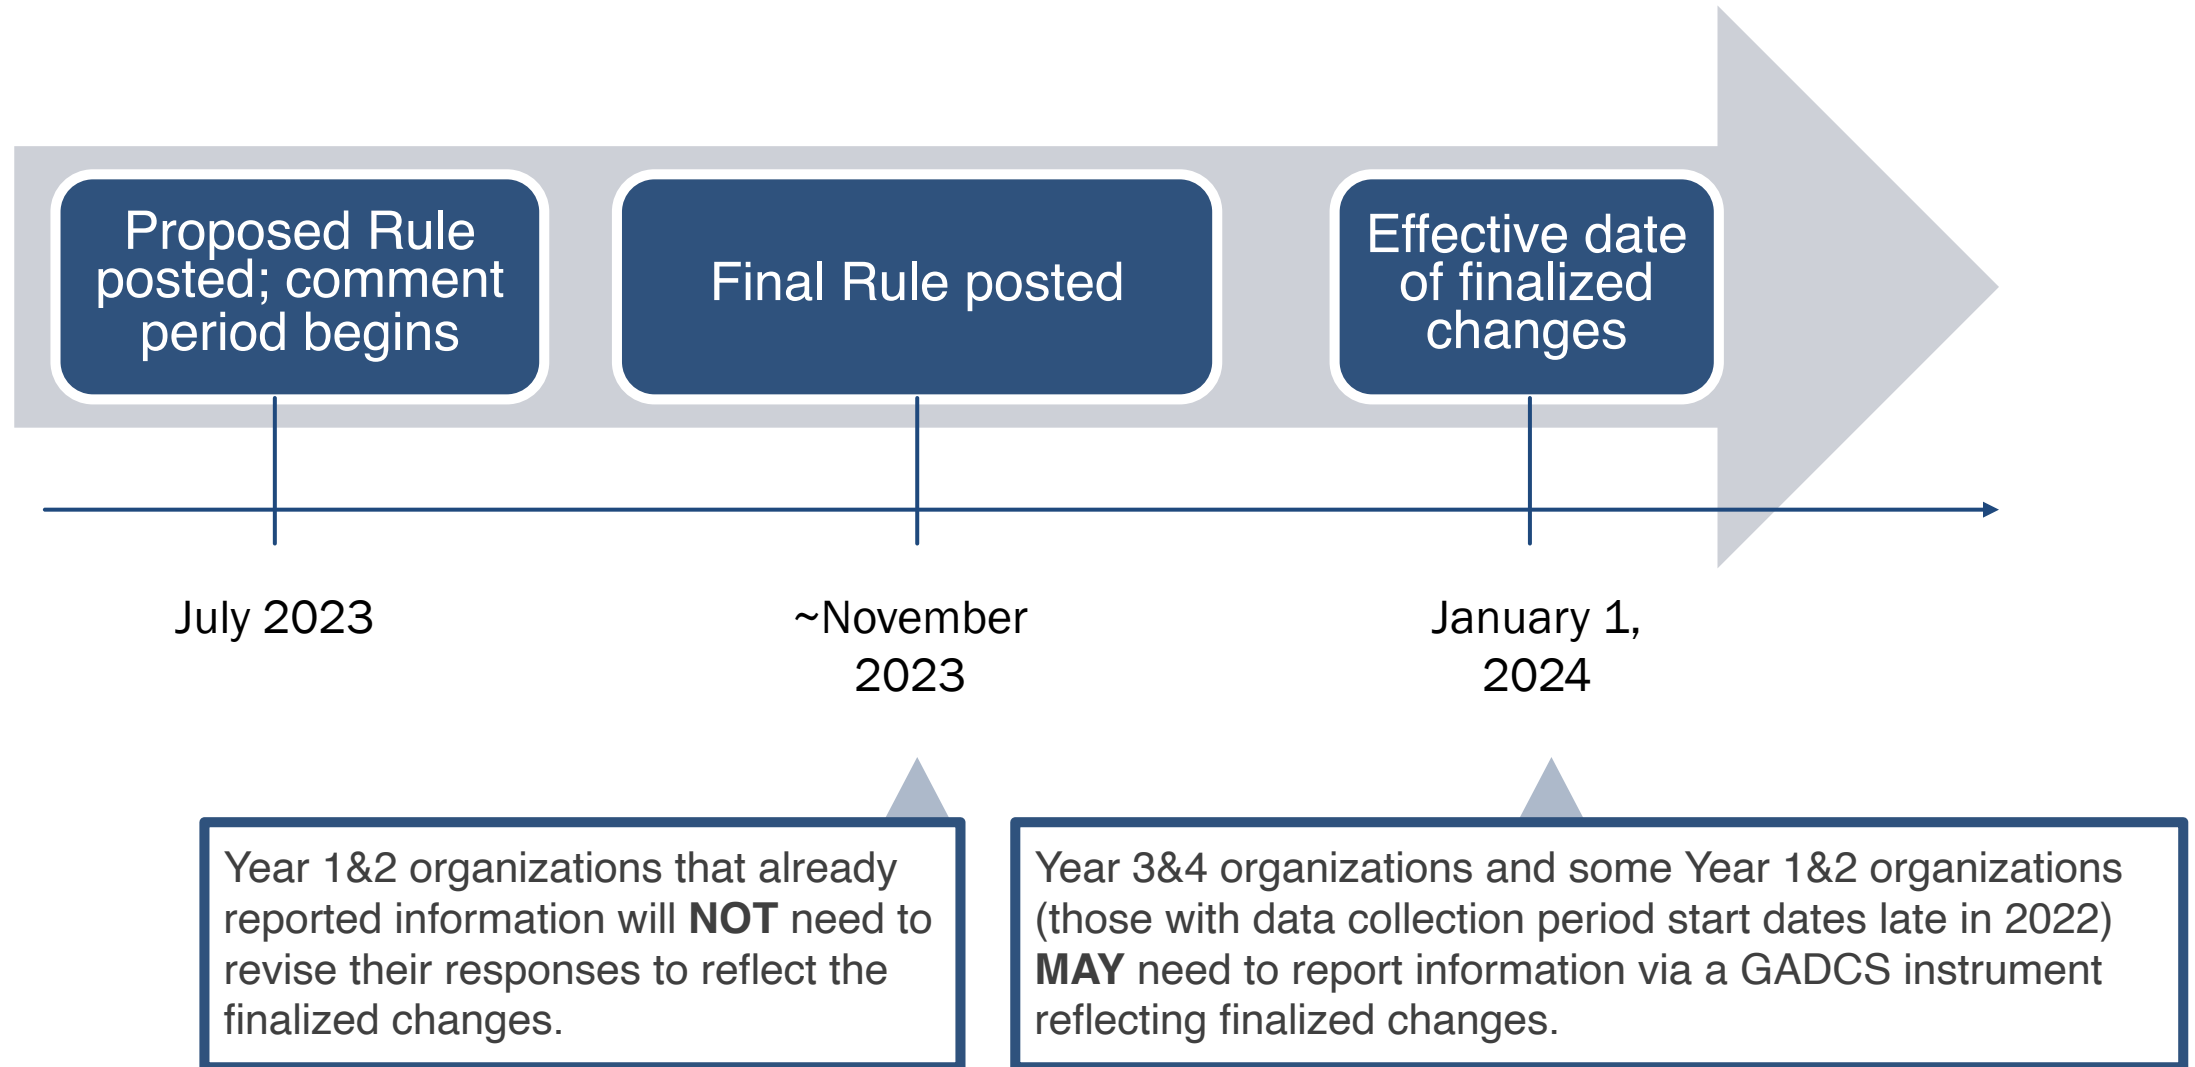 Proposed Rule
posted; comment
period begins
Final Rule posted
Effective date
of finalized
changes
July 2023
~November
2023
January 1,
2024
Year 1&2 organizations that already
reported information will NOT need to
revise their responses to reflect the
finalized changes.
Year 3&4 organizations and some Year 1&2 organizations
(those with data collection period start dates late in 2022)
MAY need to report information via a GADCS instrument
reflecting finalized changes.